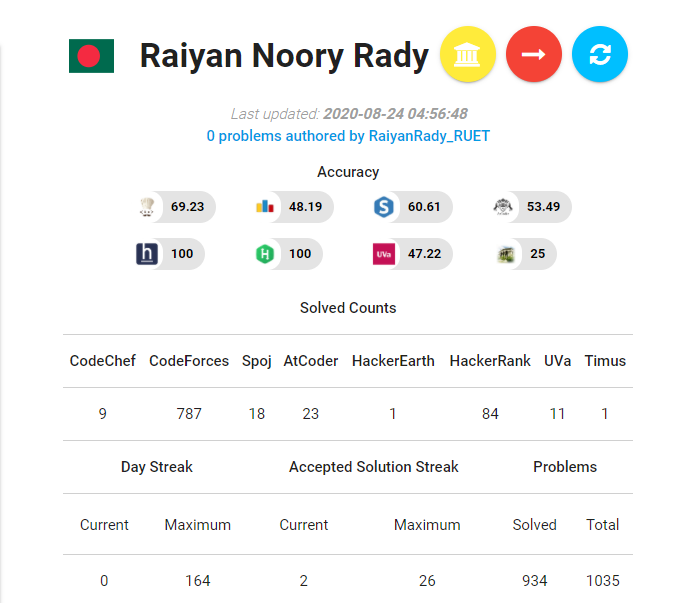 Raiyan Noory Rady
Last updated: 2020-08-24 04:56:48
0 problems authored by RaiyanRady_RUET
Accuracy
69.23 48.19 S 60.61 53.49
h 100 H 100 UVa 47.22 25
Solved Counts
CodeChef CodeForces Spoj AtCoder HackerEarth HackerRank UVa Timus
9 787 18 23 1 84 11 1
Day Streak Accepted Solution Streak Problems
Current Maximum Current Maximum Solved Total
0 164 2 26 934 1035